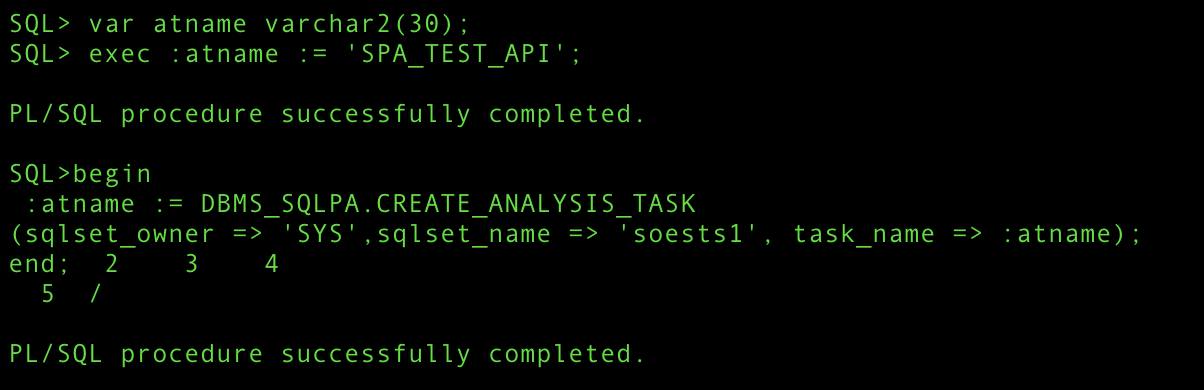 SQL> var atname varchar2(30);
SQL> exec :atname := 'SPA_TEST_API';
PL/SQL procedure successfully completed.
SQL>begin
:atname := DBMS_SQLPA.CREATE_ANALYSIS_TASK
(sqlset_owner => 'SYS',sqlset_name => 'soests1', task_name => :atname);
end;  2    3    4
5  /
PL/SQL procedure successfully completed.